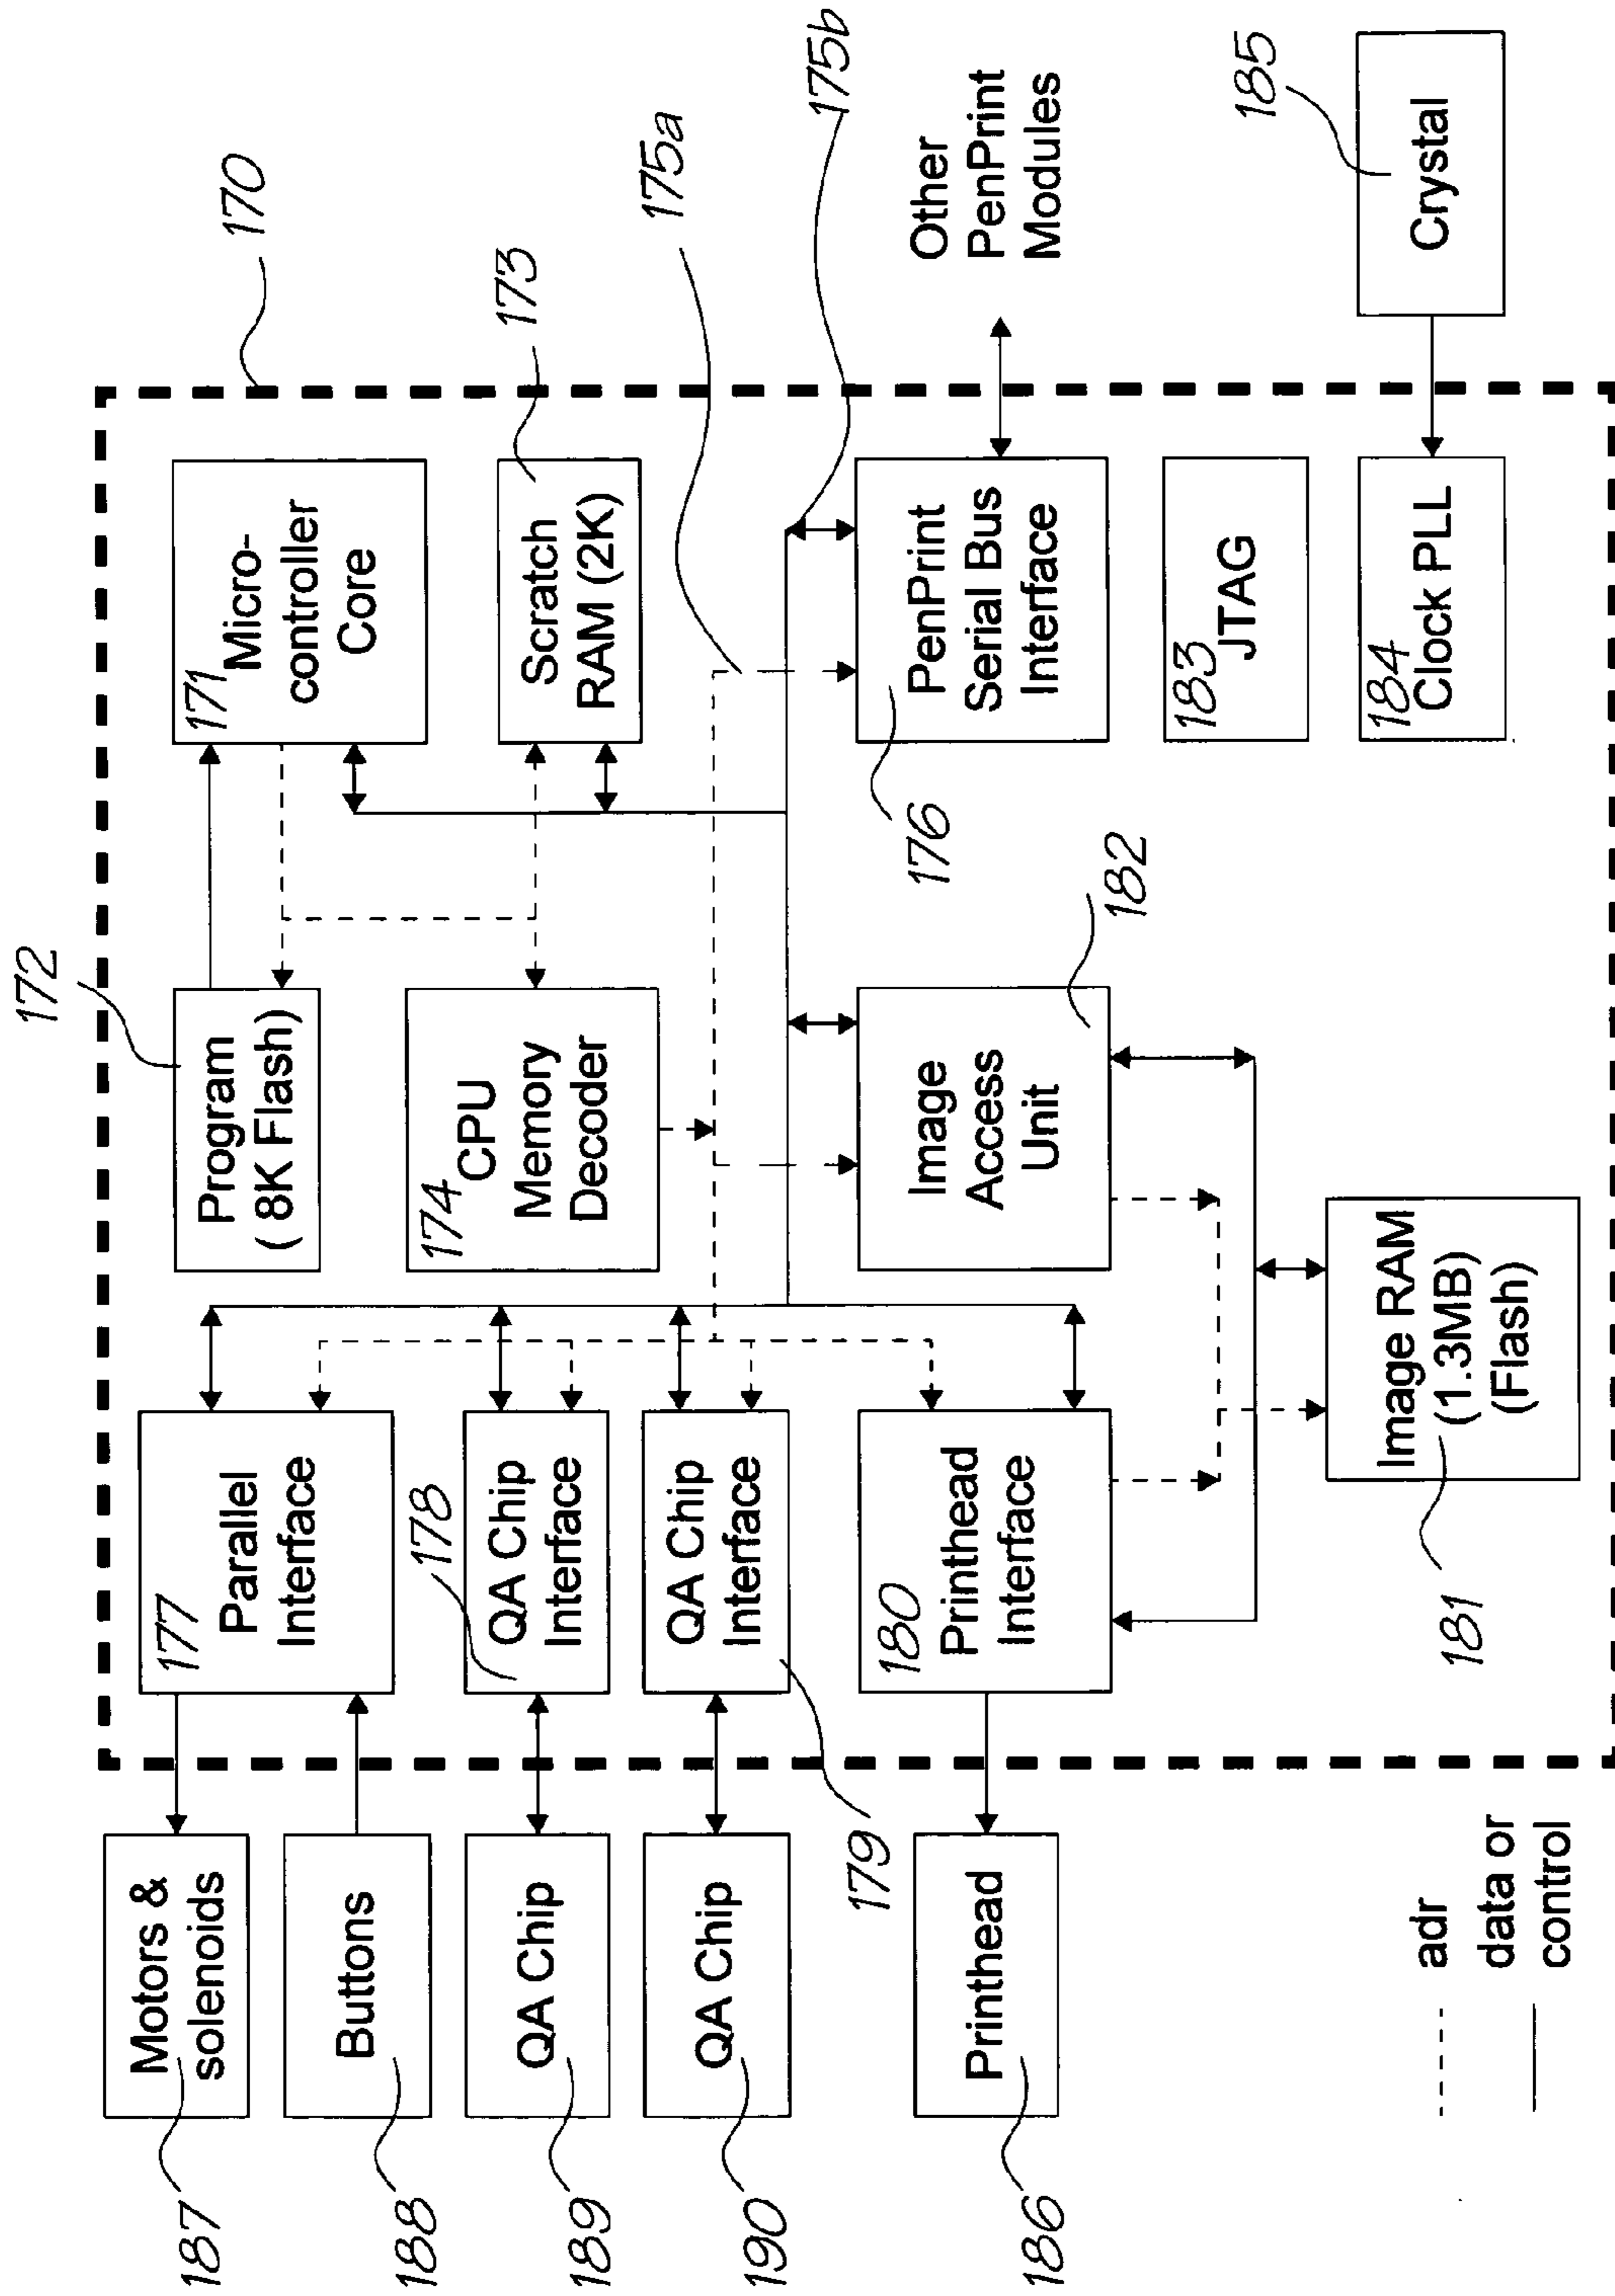 187
Motors &
solenoids
188
Buttons
189
QA Chip
190
QA Chip
186
Printhead
adr
data or
control
177
Parallel
Interface
178
QA Chip
Interface
QA Chip
Interface
179
180
Printhead
Interface
181
Image RAM
(1.3MB)
(Flash)
172
Program
( 8K Flash)
174
CPU
Memory
Decoder
Image
Access
Unit
182
171
Micro-
controller
Core
Scratch
RAM (2K)
173
170
175a
175b
176
PenPrint
Serial Bus
Interface
Other
PenPrint
Modules
183
JTAG
184
Clock PLL
185
Crystal